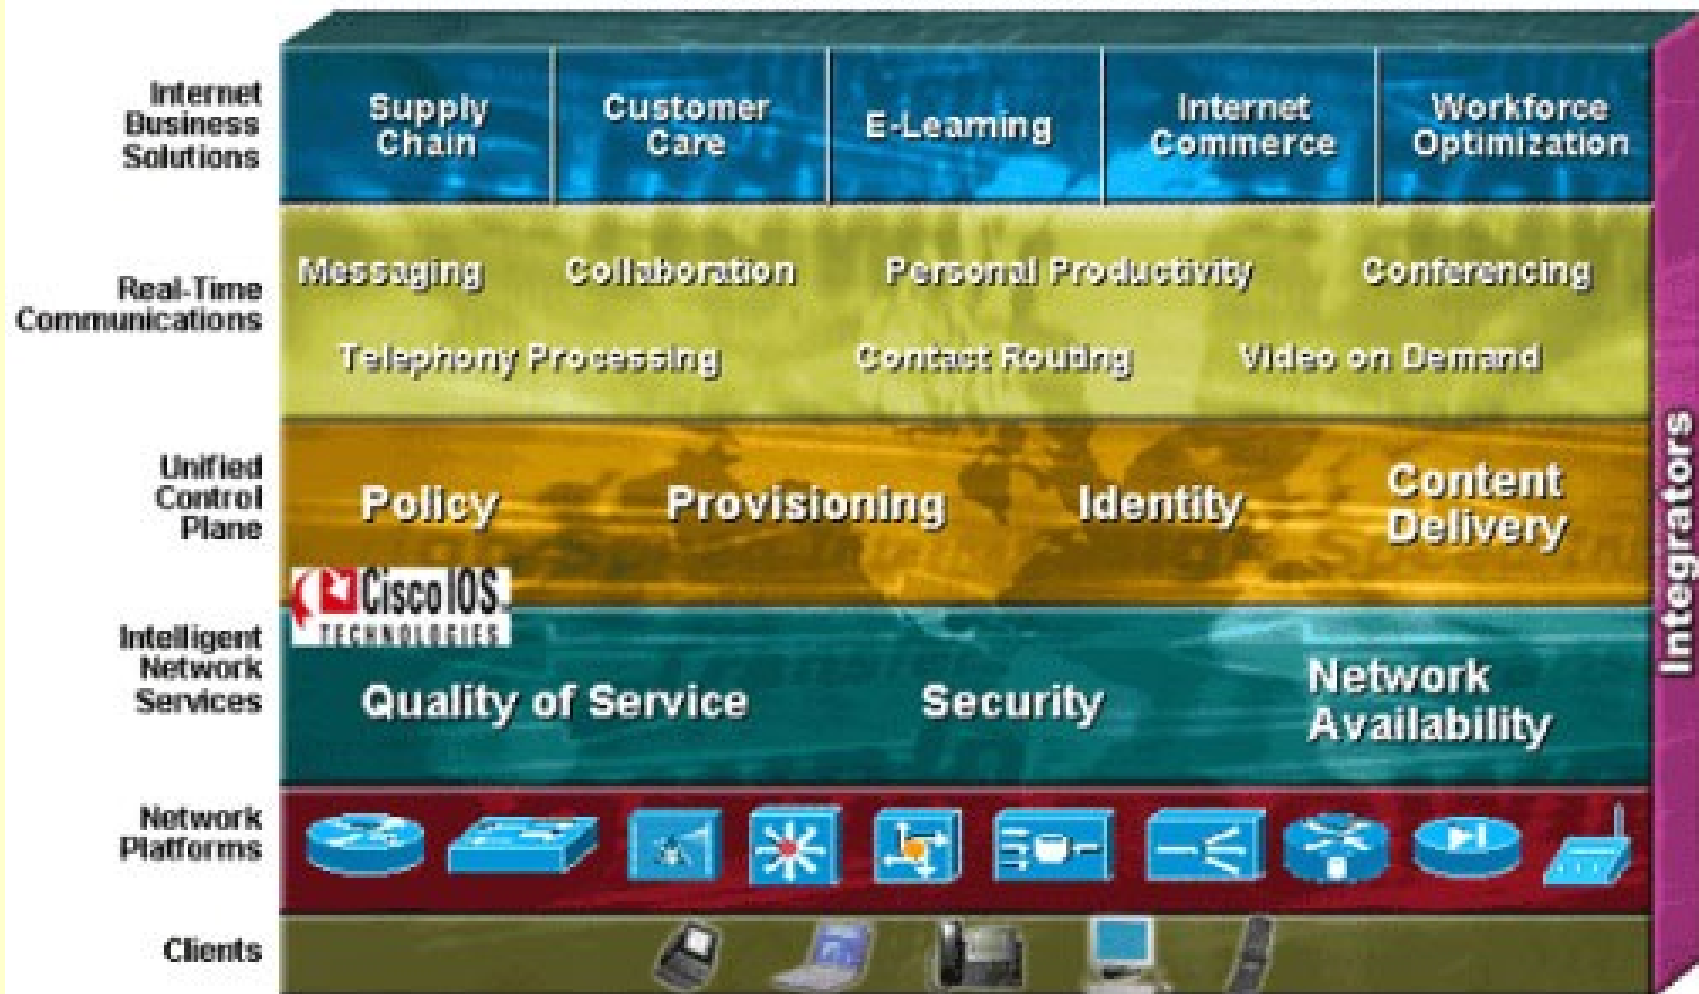 Internet
Business
Solutions
Supply
Chain
Customer
Care
E-Learning
Internet
Commerce
Workforce
Optimization
Real-Time
Communications
Messaging
Collaboration
Personal Productivity
Conferencing
Telephony Processing
Contact Routing
Video on Demand
Unified
Control
Plane
Policy
Provisioning
Identity
Content
Delivery
Cisco IOS
TECHNOLOGIES
Intelligent
Network
Services
Quality of Service
Security
Network
Availability
Network
Platforms
Clients
Integrators